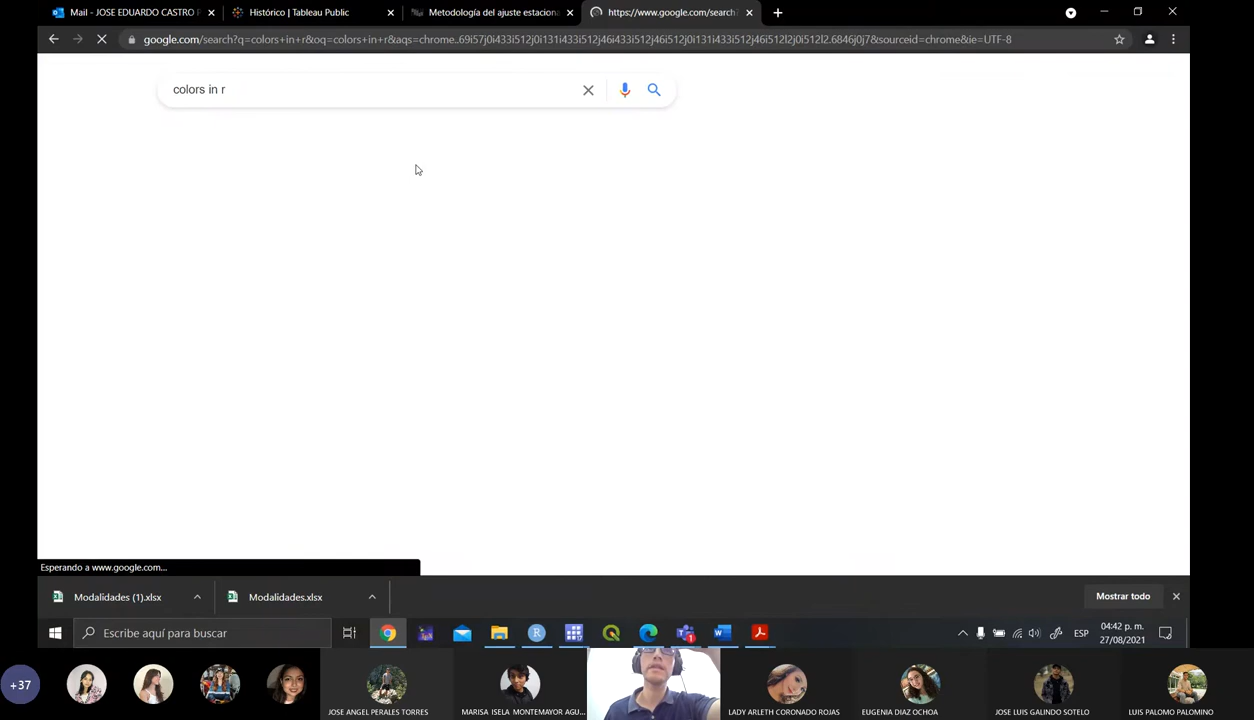 Mail - JOSE EDUARDO CASTRO
Histórico | Tableau Public
Metodología del ajuste estaciona
https://www.google.com/search?
google.com/search?q=colors+in+r&oq=colors+in+r&aqs=chrome..69i57j0i433i512j0i131i433i512j46i433i512j46i512j0i131i433i512j46i512l2j0i512l2.6846j0j7&sourceid=chrome&ie=UTF-8
colors in r
Esperando a www.google.com...
Modalidades (1).xlsx
Modalidades.xlsx
Mostrar todo
Escribe aquí para buscar
ESP
04:42 p. m.
27/08/2021
+37
JOSE ANGEL PERALES TORRES
MARISA ISELA MONTEMAYOR AGU...
LADY ARLETH CORONADO ROJAS
EUGENIA DIAZ OCHOA
JOSE LUIS GALINDO SOTELO
LUIS PALOMO PALOMINO